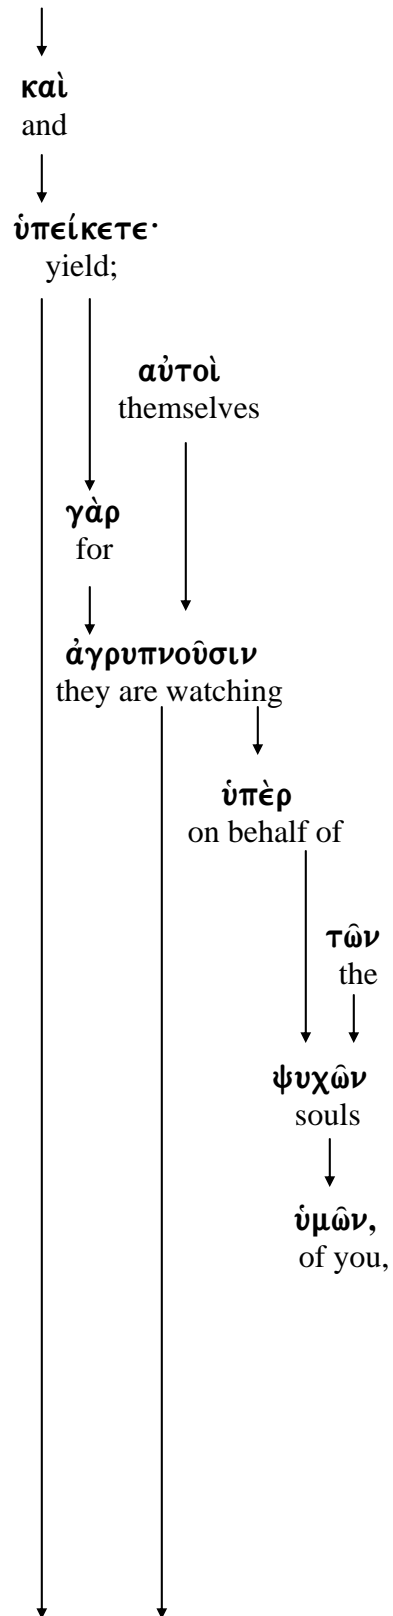 καὶ
and
ὑπείκετε·
yield;
αὐτοὶ
themselves
γὰρ
for
ἀγρυπνοῦσιν
they are watching
ὑπὲρ
on behalf of
τῶν
the
ψυχῶν
souls
ὑμῶν,
of you,